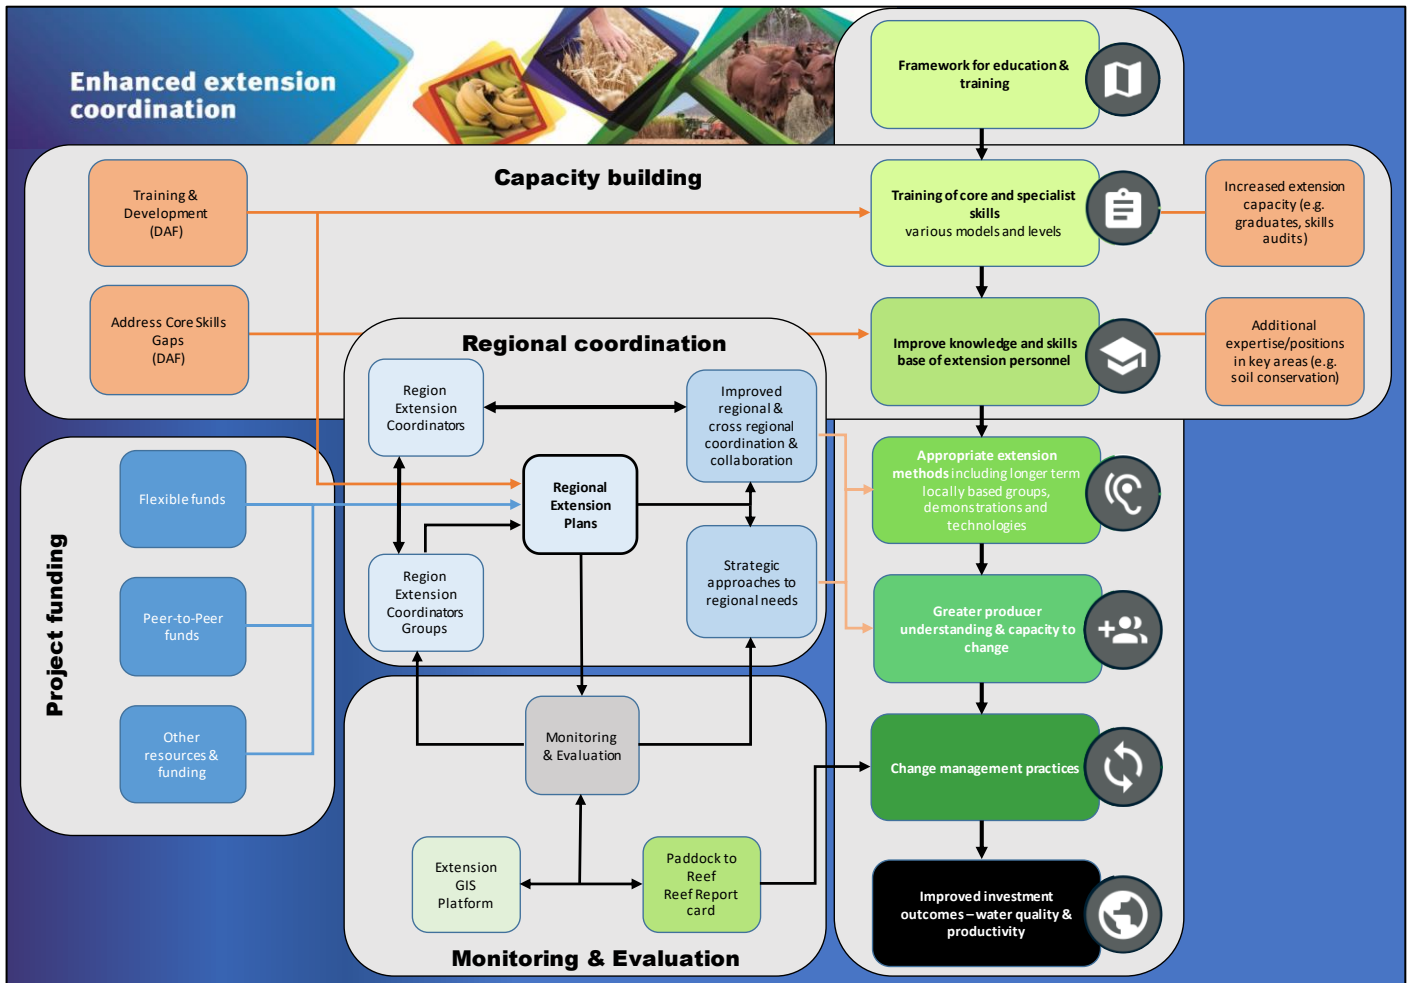 Enhanced extension
coordination
Framework for education &
training
Capacity building
Training &
Development
(DAF)
Training of core and specialist
skills
various models and levels
Increased extension
capacity (e.g.
graduates, skills
audits)
Address Core Skills
Gaps
(DAF)
Improve knowledge and skills
base of extension personnel
Additional
expertise/positions
in key areas (e.g.
soil conservation)
Regional coordination
Region
Extension
Coordinators
Improved
regional &
cross regional
coordination &
collaboration
Regional
Extension
Plans
Region
Extension
Coordinators
Groups
Strategic
approaches to
regional needs
Appropriate extension
methods including longer term
locally based groups,
demonstrations and
technologies
Project funding
Flexible funds
Peer-to-Peer
funds
Other
resources &
funding
Greater producer
understanding & capacity to
change
Monitoring
& Evaluation
Change management practices
Extension
GIS
Platform
Paddock to
Reef
Reef Report
card
Monitoring & Evaluation
Improved investment
outcomes – water quality &
productivity